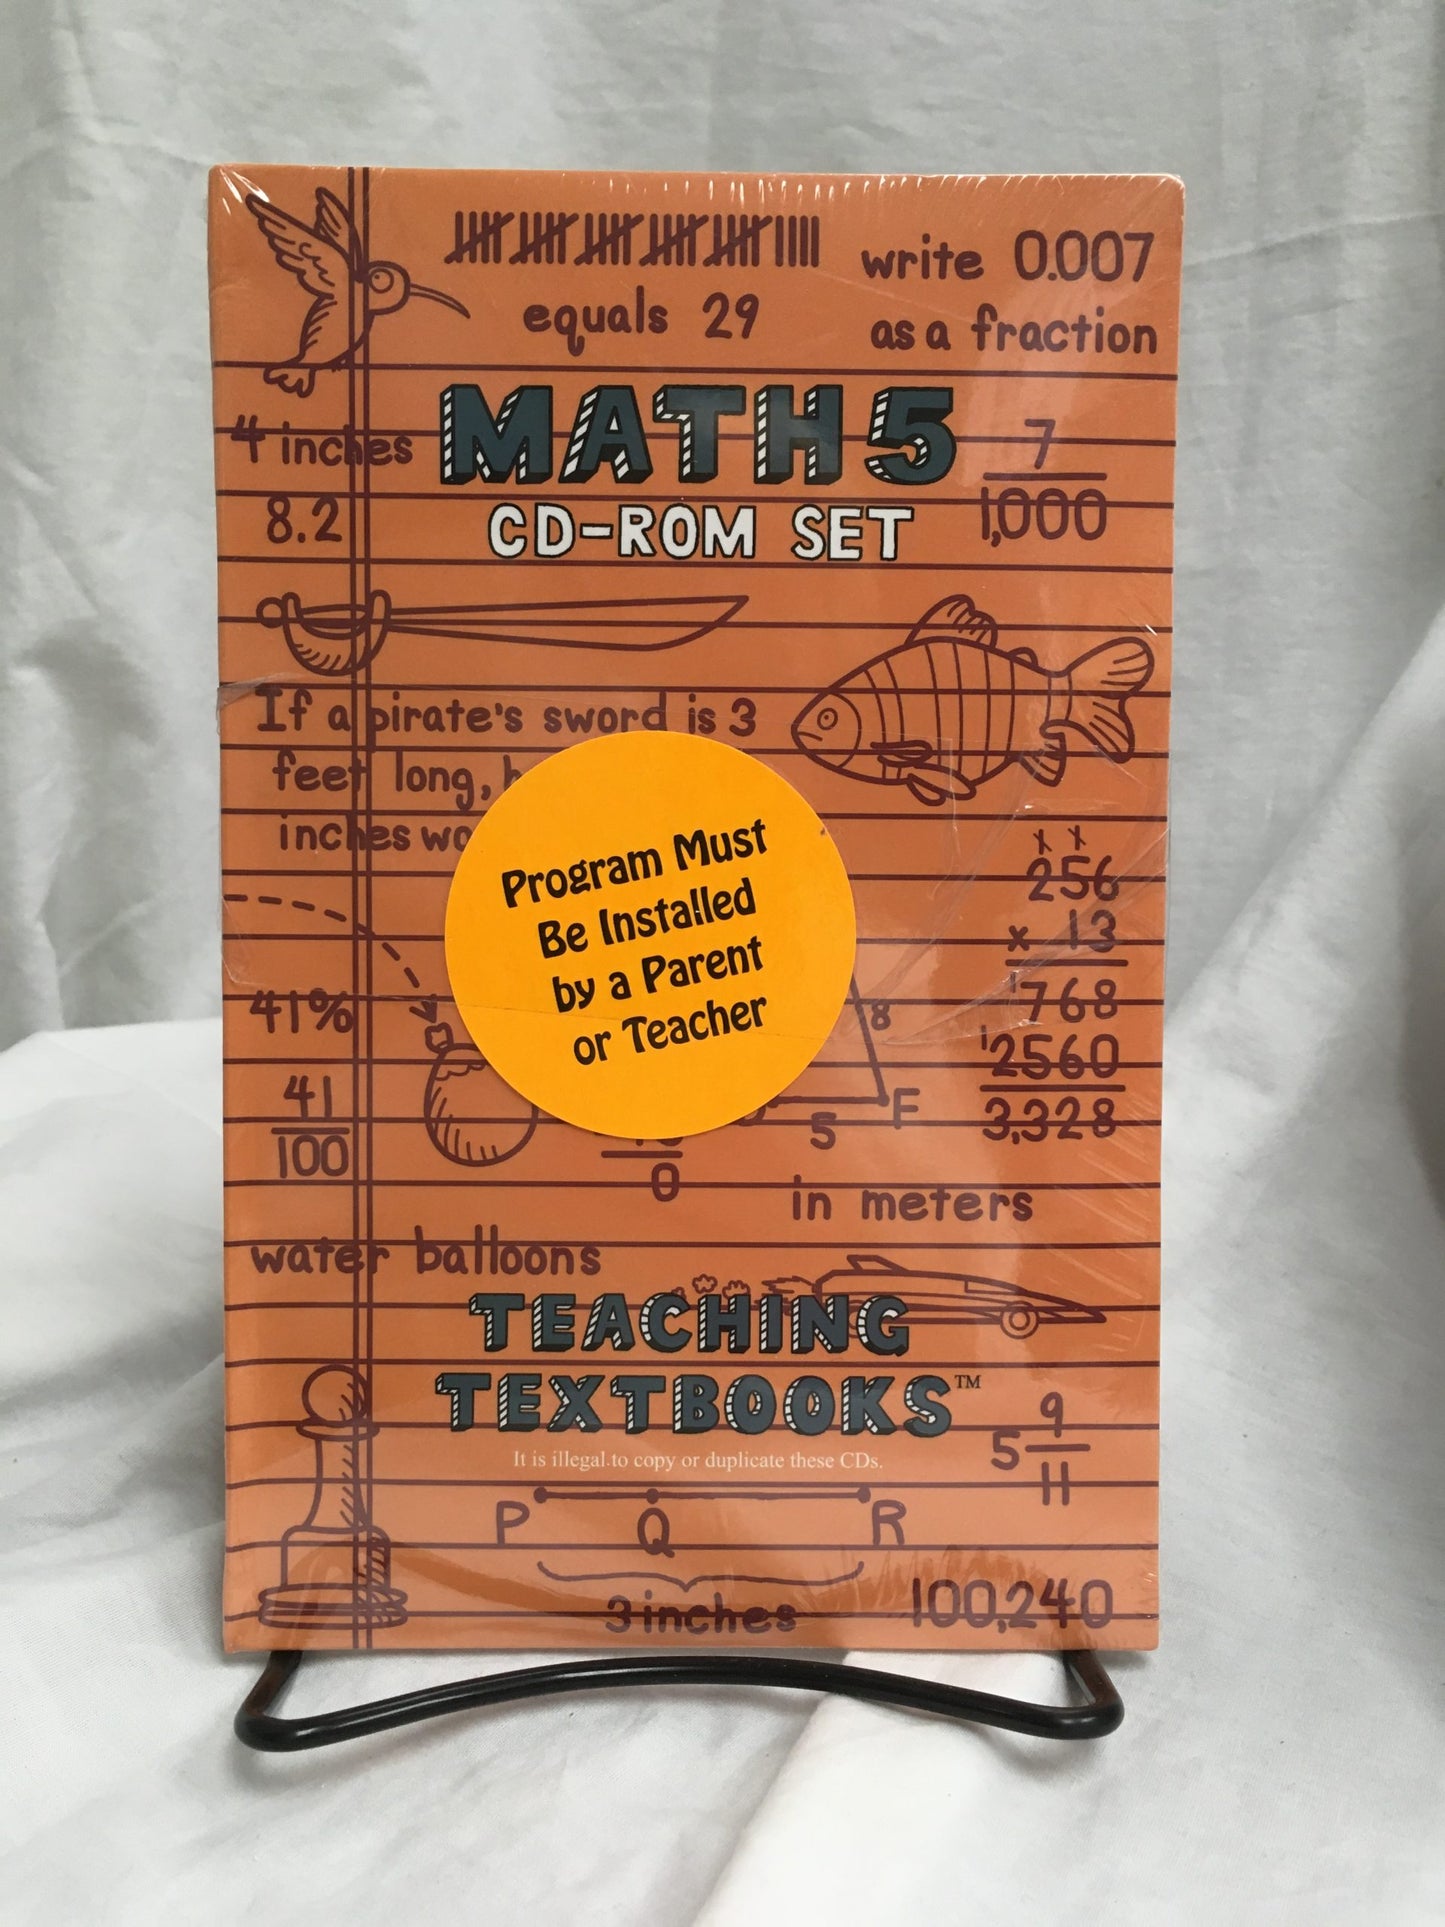 equals 29
write 0.007
as a fraction
MATH 5
CD-ROM SET
4 inches
8.2
7
1,000
If a pirate's sword is 3
feet long,
inches
Program Must
Be Installed
by a Parent
or Teacher
256
x 13
1768
12560
3,328
41%
41
100
8
F
5
0
in meters
water balloons
TEACHING
TEXTBOOKS™
It is illegal to copy or duplicate these CDs.
5 9
11
P Q R
3 inches
100,240